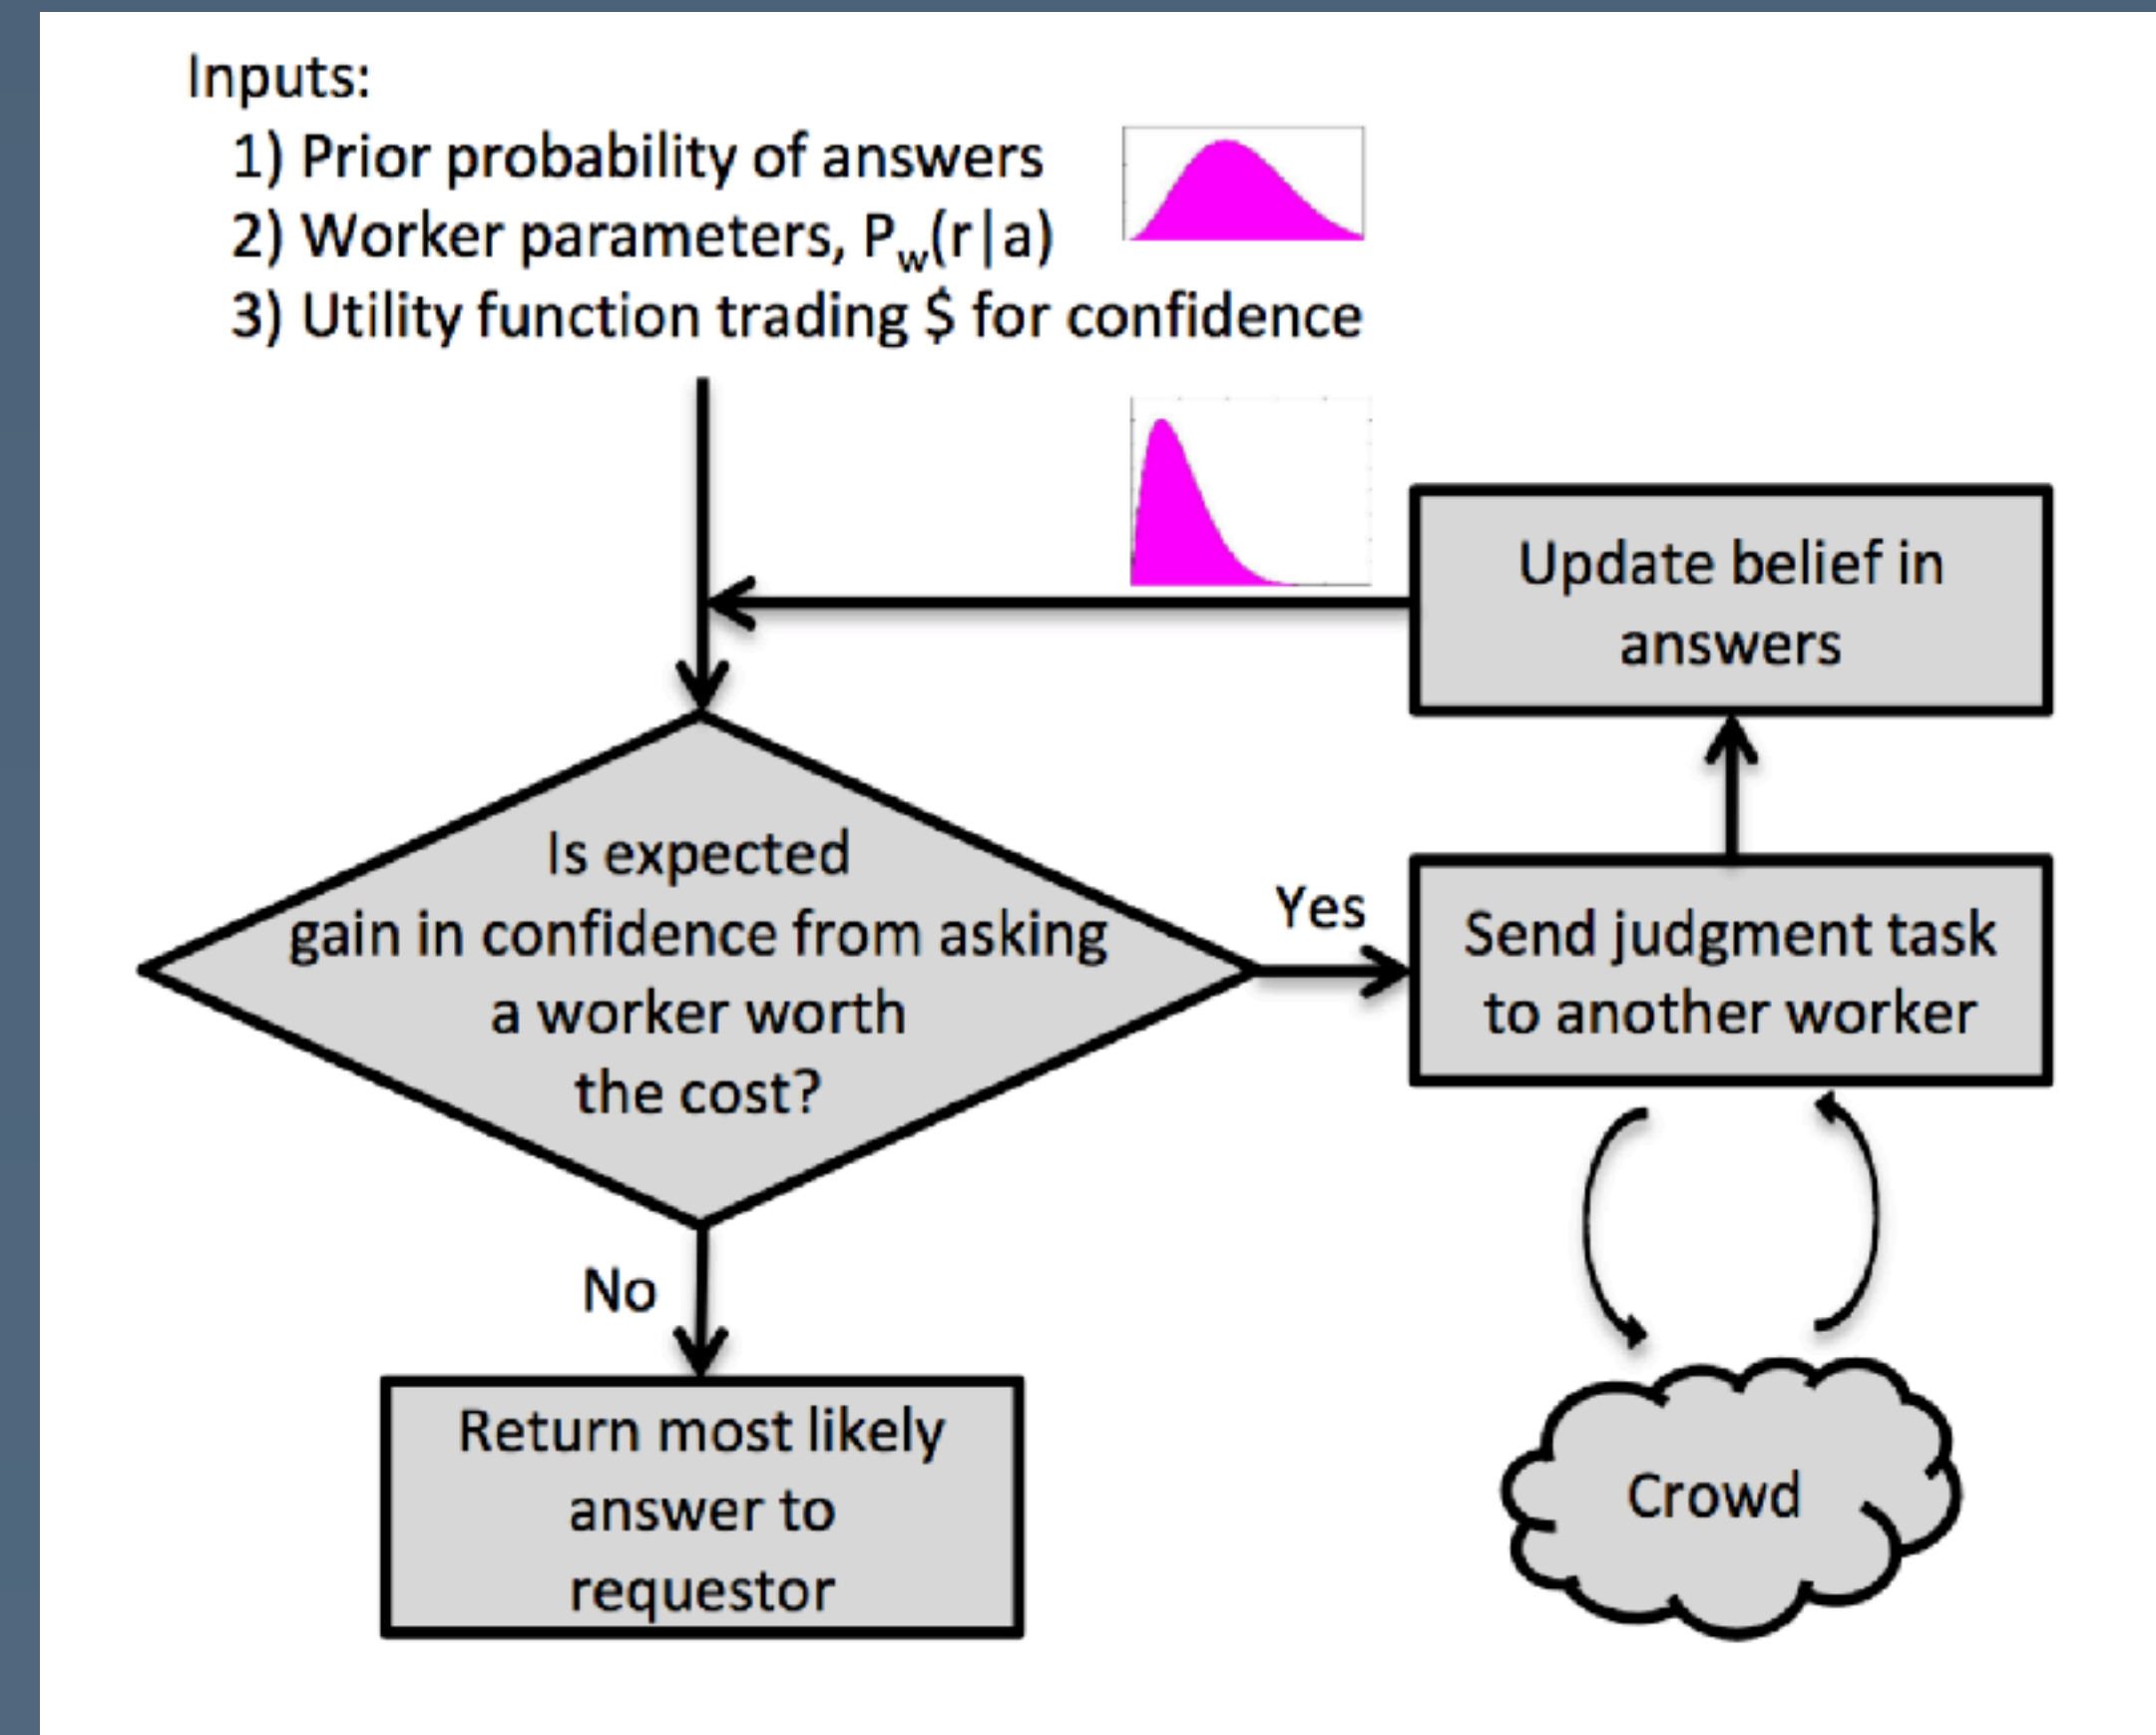 Inputs:
1) Prior probability of answers
2) Worker parameters, Pw(r|a)
3) Utility function trading $ for confidence
Update belief in
answers
Is expected
gain in confidence from asking
a worker worth
the cost?
Yes
Send judgment task
to another worker
No
Return most likely
answer to
requestor
Crowd